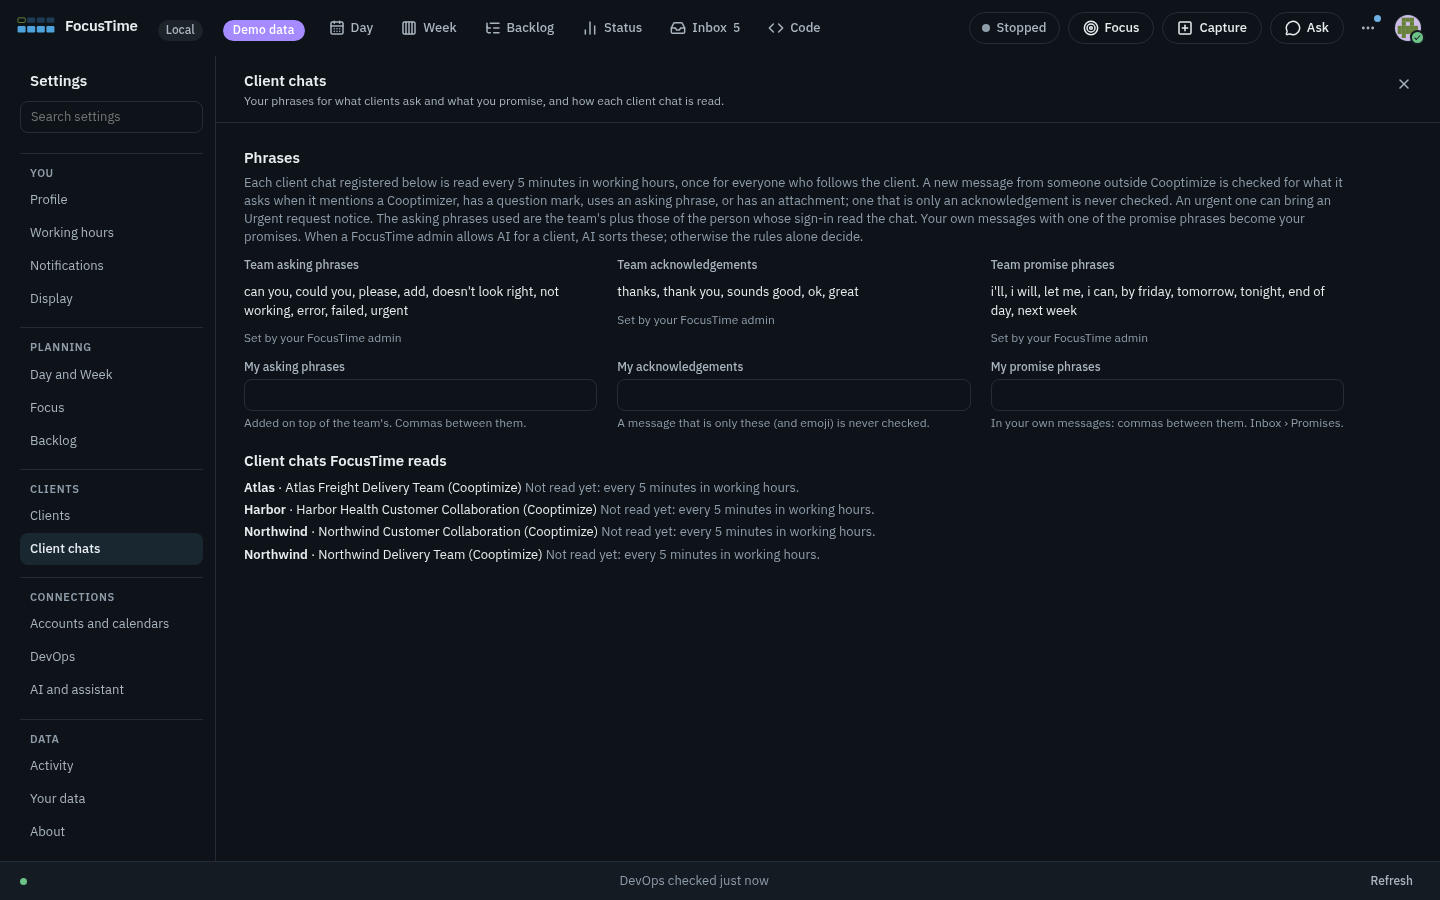 FocusTime
Local
Demo data
Day
Week
Backlog
Status
Inbox 5
Code
Stopped
Focus
Capture
Ask
Settings
Search settings
YOU
Profile
Working hours
Notifications
Display
PLANNING
Day and Week
Focus
Backlog
CLIENTS
Clients
Client chats
CONNECTIONS
Accounts and calendars
DevOps
AI and assistant
DATA
Activity
Your data
About
Client chats
Your phrases for what clients ask and what you promise, and how each client chat is read.
Phrases
Each client chat registered below is read every 5 minutes in working hours, once for everyone who follows the client. A new message from someone outside Cooptimize is checked for what it
asks when it mentions a Cooptimizer, has a question mark, uses an asking phrase, or has an attachment; one that is only an acknowledgement is never checked. An urgent one can bring an
Urgent request notice. The asking phrases used are the team's plus those of the person whose sign-in read the chat. Your own messages with one of the promise phrases become your
promises. When a FocusTime admin allows AI for a client, AI sorts these; otherwise the rules alone decide.
Team asking phrases
can you, could you, please, add, doesn't look right, not
working, error, failed, urgent
Set by your FocusTime admin
Team acknowledgements
thanks, thank you, sounds good, ok, great
Set by your FocusTime admin
Team promise phrases
i'll, i will, let me, i can, by friday, tomorrow, tonight, end of
day, next week
Set by your FocusTime admin
My asking phrases
Added on top of the team's. Commas between them.
My acknowledgements
A message that is only these (and emoji) is never checked.
My promise phrases
In your own messages: commas between them. Inbox › Promises.
Client chats FocusTime reads
Atlas · Atlas Freight Delivery Team (Cooptimize) Not read yet: every 5 minutes in working hours.
Harbor · Harbor Health Customer Collaboration (Cooptimize) Not read yet: every 5 minutes in working hours.
Northwind · Northwind Customer Collaboration (Cooptimize) Not read yet: every 5 minutes in working hours.
Northwind · Northwind Delivery Team (Cooptimize) Not read yet: every 5 minutes in working hours.
DevOps checked just now
Refresh